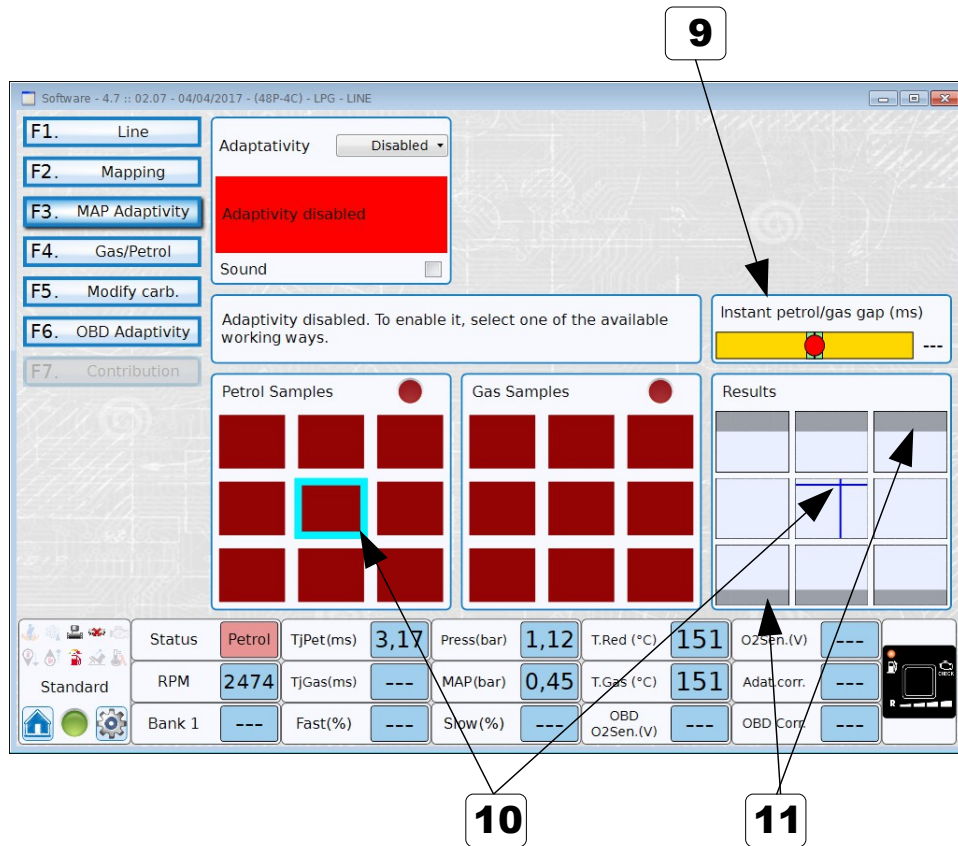 9
Software - 4.7 :: 02.07 - 04/04/2017 - (48P-4C) - LPG - LINE
F1. Line
F2. Mapping
F3. MAP Adaptivity
F4. Gas/Petrol
F5. Modify carb.
F6. OBD Adaptivity
F7. Contribution
Adaptativity Disabled
Adaptivity disabled
Sound
Adaptivity disabled. To enable it, select one of the available
working ways.
Instant petrol/gas gap (ms)
---
Petrol Samples
Gas Samples
Results
Standard
Status Petrol TjPet(ms) 3,17 Press(bar) 1,12 T.Red (°C) 151 O2Sen.(V) ---
RPM 2474 TjGas(ms) --- MAP(bar) 0,45 T.Gas (°C) 151 Adat.corr. ---
Bank 1 --- Fast(%) --- Slow(%) --- OBD O2Sen.(V) --- OBD Corr. ---
CHECK
R
10
11